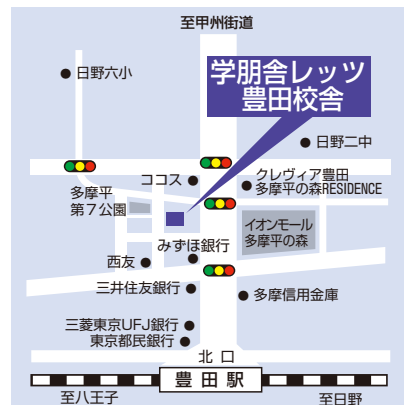 至甲州街道
日野六小
学朋舎レッツ
豊田校舎
日野二中
ココス
クレヴィア豊田
多摩平の森RESIDENCE
多摩平
第7公園
イオンモール
多摩平の森
みずほ銀行
西友
三井住友銀行
多摩信用金庫
三菱東京UFJ銀行
東京都民銀行
北口
豊田駅
至八王子
至日野